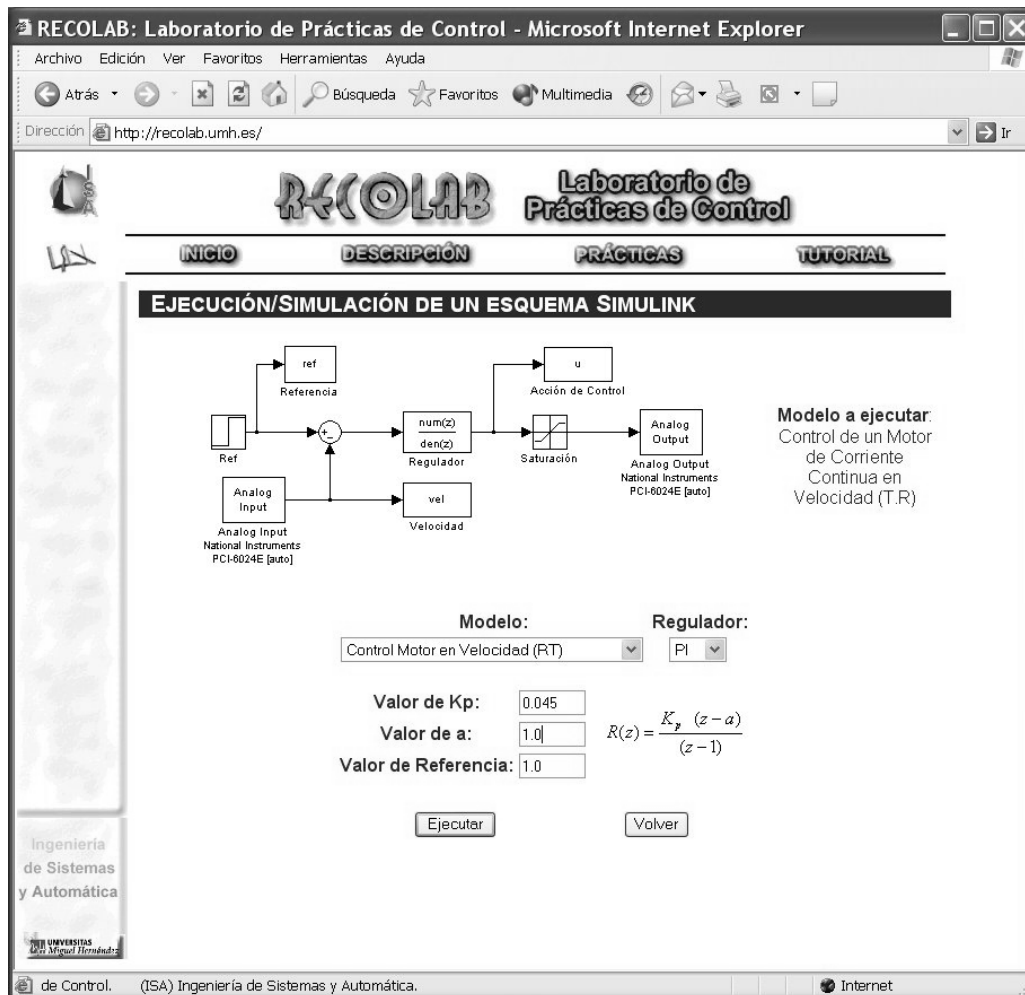 RECOLAB: Laboratorio de Prácticas de Control - Microsoft Internet Explorer
Archivo Edición Ver Favoritos Herramientas Ayuda
Atrás Búsqueda Favoritos Multimedia
Dirección http://recolab.umh.es/ Ir
ISA
RECOLAB
Laboratorio de
Prácticas de Control
INICIO DESCRIPCIÓN PRÁCTICAS TUTORIAL
EJECUCIÓN/SIMULACIÓN DE UN ESQUEMA SIMULINK
ref
Referencia
u
Acción de Control
Ref
+
-
num(z)
den(z)
Regulador
Saturación
Analog
Output
Analog Output
National Instruments
PCI-6024E [auto]
Analog
Input
Analog Input
National Instruments
PCI-6024E [auto]
vel
Velocidad
Modelo a ejecutar:
Control de un Motor
de Corriente
Continua en
Velocidad (T.R)
Modelo: Regulador:
Control Motor en Velocidad (RT) PI
Valor de Kp: 0.045
Valor de a: 1.0
Valor de Referencia: 1.0
R(z) = K_p (z-a) / (z-1)
Ejecutar Volver
Ingeniería
de Sistemas
y Automática
UNIVERSITAS
Miguel Hernández
de Control. (ISA) Ingeniería de Sistemas y Automática. Internet